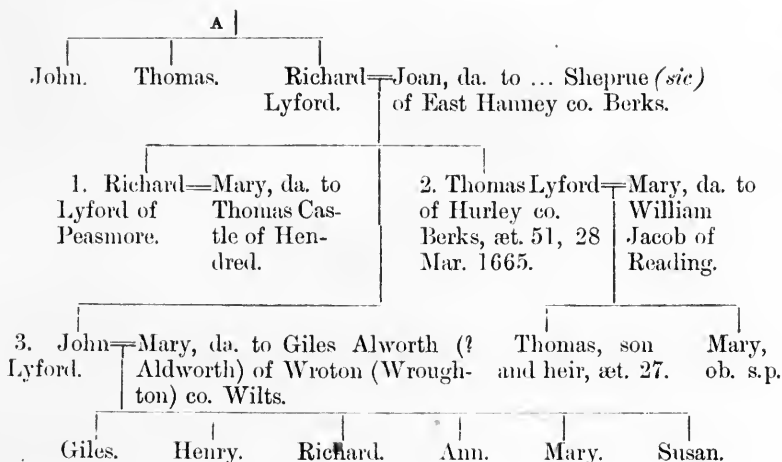 A
John. Thomas. Richard Joan, da. to ... Sheprue (sic)
Lyford. of East Hanney co. Berks.
1. Richard Mary, da. to
Lyford of Thomas Cas-
Peasmore. tle of Hen-
dred.
2. Thomas Lyford Mary, da. to
of Hurley co. William
Berks, æt. 51, 28 Jacob of
Mar. 1665. Reading.
3. John Mary, da. to Giles Alworth (?
Lyford. Aldworth) of Wroton (Wrough-
ton) co. Wilts.
Thomas, son Mary,
and heir, æt. 27. ob. s.p.
Giles. Henry. Richard. Ann. Mary. Susan.